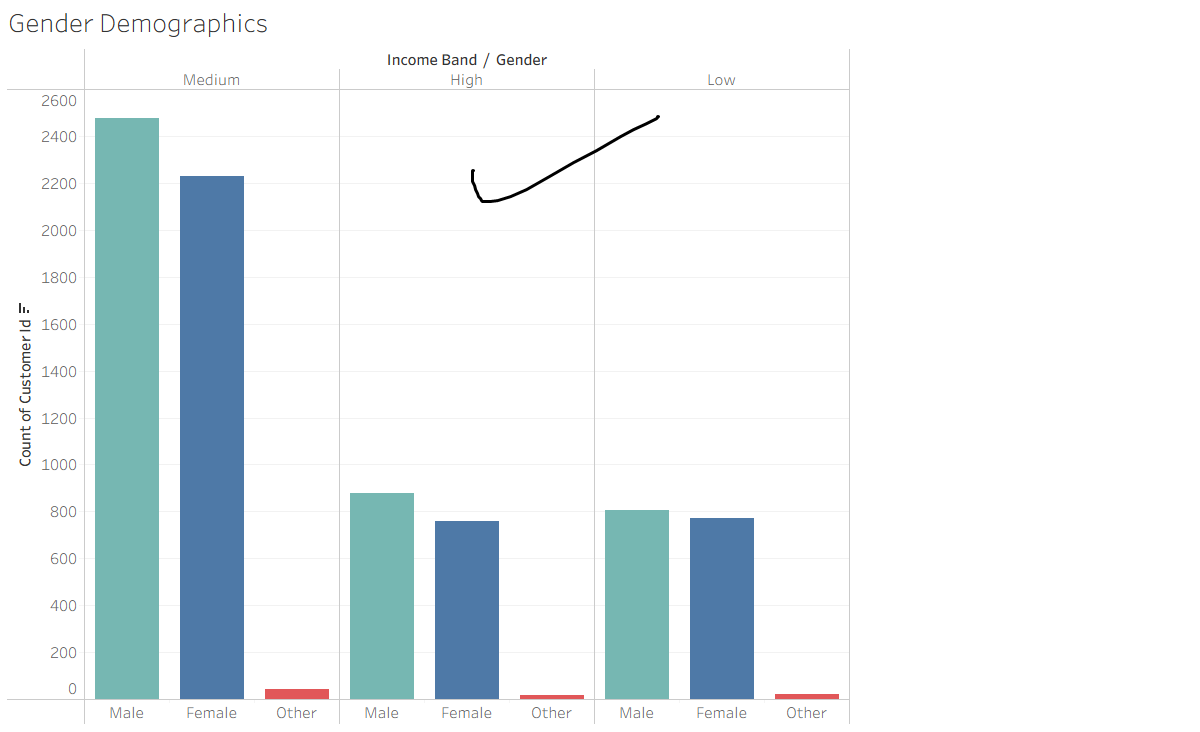 Gender Demographics
Income Band / Gender
Medium High Low
2600
2400
2200
2000
1800
1600
1400
1200
1000
800
600
400
200
0
Count of Customer Id
Male Female Other Male Female Other Male Female Other